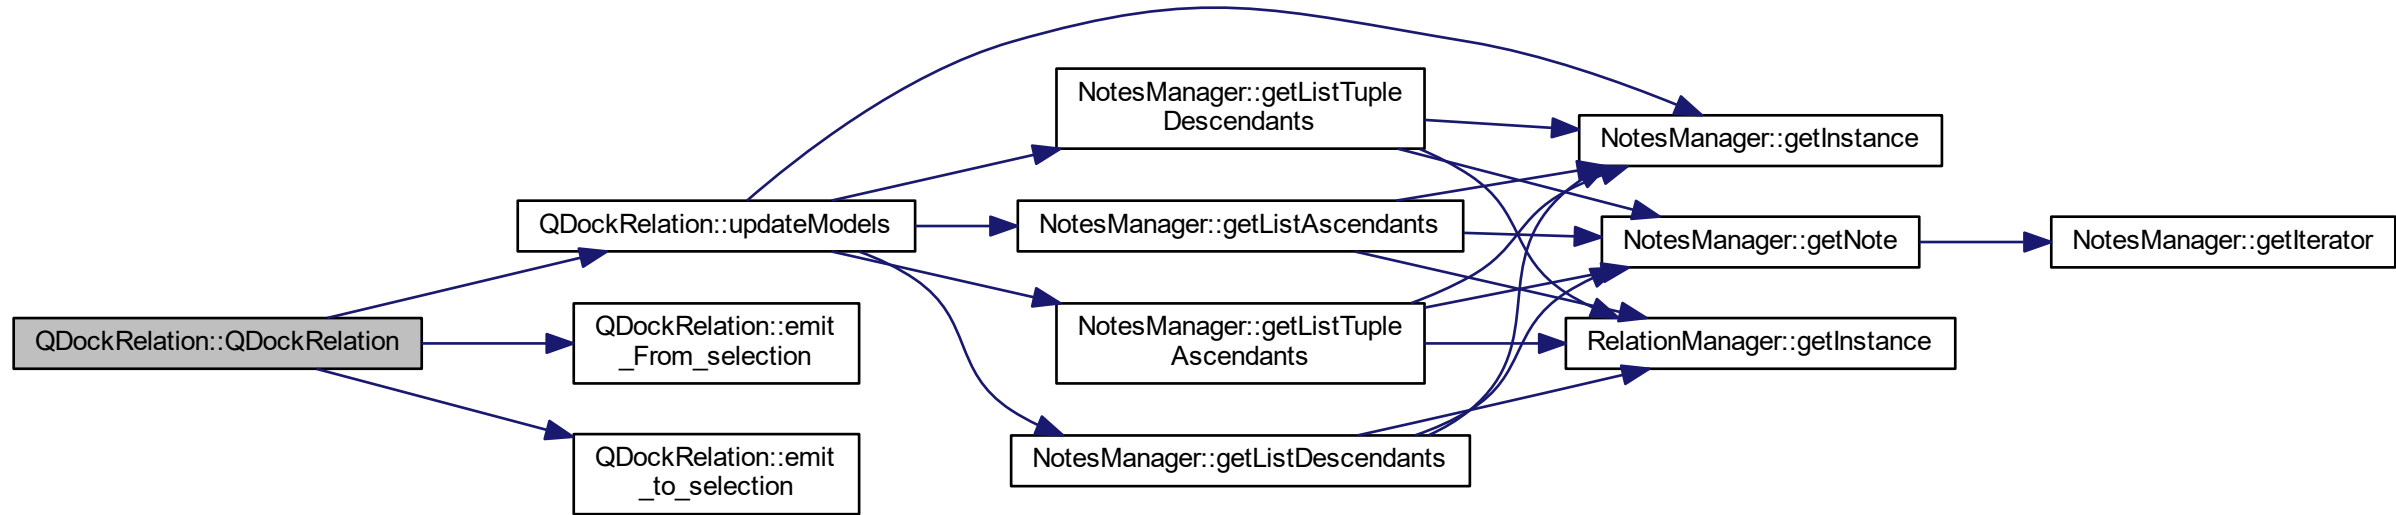 QDockRelation::QDockRelation
QDockRelation::updateModels
QDockRelation::emit
_From_selection
QDockRelation::emit
_to_selection
NotesManager::getListTuple
Descendants
NotesManager::getListAscendants
NotesManager::getListTuple
Ascendants
NotesManager::getListDescendants
NotesManager::getInstance
NotesManager::getNote
RelationManager::getInstance
NotesManager::getIterator